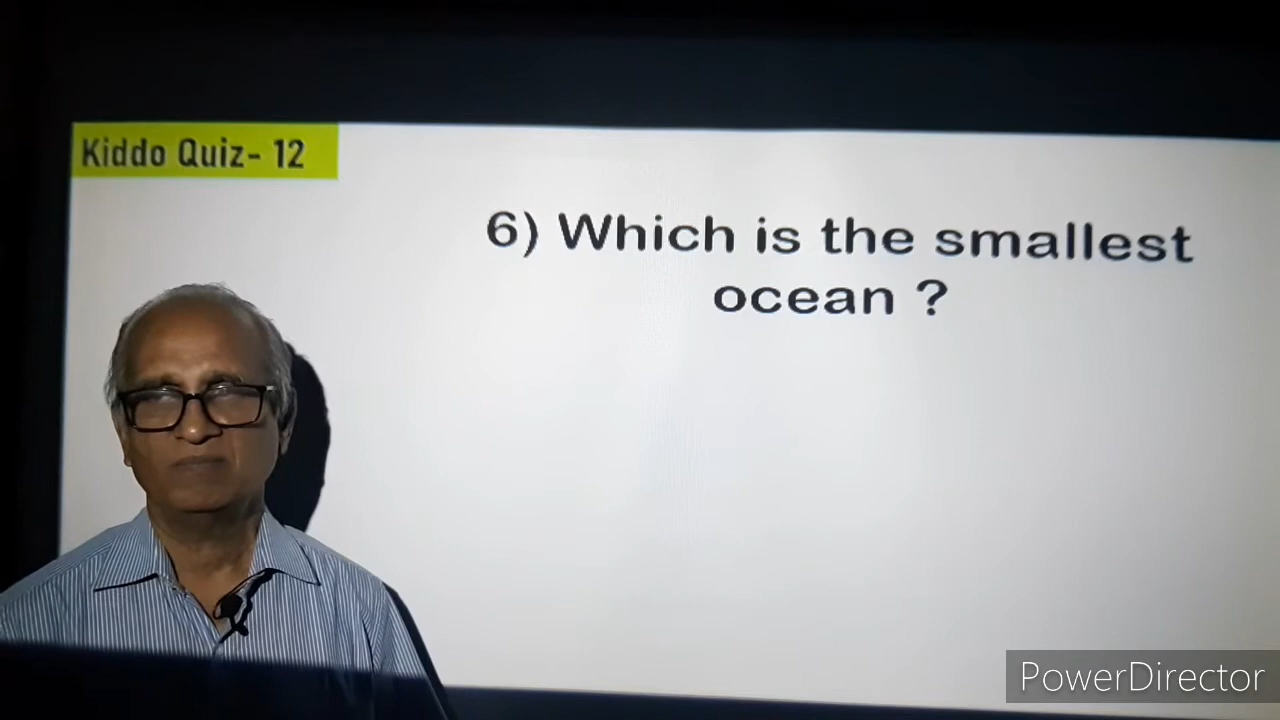 Kiddo Quiz- 12
6) Which is the smallest
ocean ?
PowerDirector